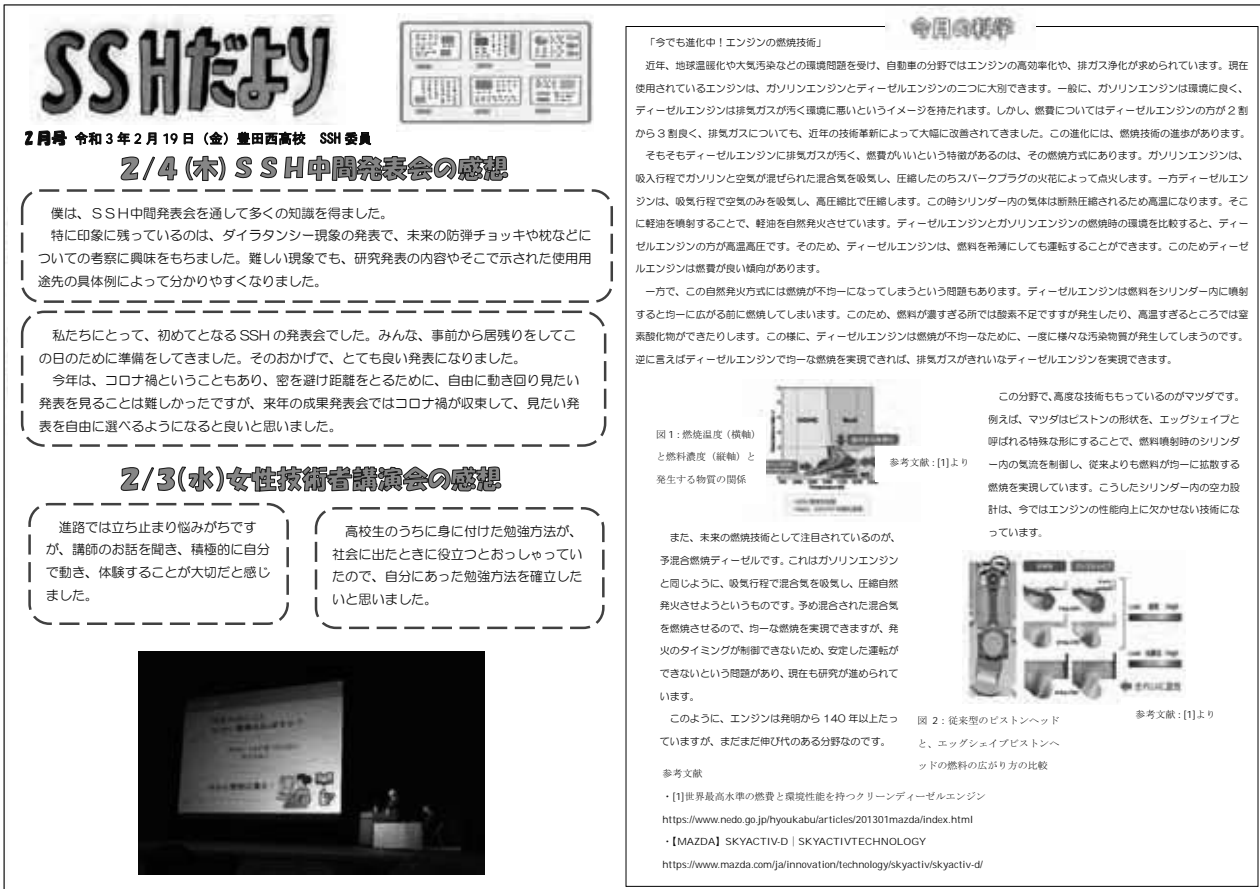 SSHだより
2月号 令和3年2月19日（金）豊田西高校 SSH委員
2/4(木)ＳＳＨ中間発表会の感想
僕は、ＳＳＨ中間発表会を通して多くの知識を得ました。
特に印象に残っているのは、ダイラタンシー現象の発表で、未来の防弾チョッキや枕などに
ついての考察に興味をもちました。難しい現象でも、研究発表の内容やそこで示された使用用
途先の具体例によって分かりやすくなりました。
私たちにとって、初めてとなるSSHの発表会でした。みんな、事前から居残りをしてこ
の日のために準備をしてきました。そのおかげで、とても良い発表になりました。
今年は、コロナ禍ということもあり、密を避け距離をとるために、自由に動き回り見たい
発表を見ることは難しかったですが、来年の成果発表会ではコロナ禍が収束して、見たい発
表を自由に選べるようになると良いと思いました。
2/3(水)女性技術者講演会の感想
進路では立ち止まり悩みがちです
が、講師のお話を聞き、積極的に自分
で動き、体験することが大切だと感じ
ました。
高校生のうちに身に付けた勉強方法が、
社会に出たときに役立つとおっしゃってい
たので、自分にあった勉強方法を確立した
いと思いました。
今月の科学
「今でも進化中！エンジンの燃焼技術」
近年、地球温暖化や大気汚染などの環境問題を受け、自動車の分野ではエンジンの高効率化や、排ガス浄化が求められています。現在
使用されているエンジンは、ガソリンエンジンとディーゼルエンジンの二つに大別できます。一般に、ガソリンエンジンは環境に良く、
ディーゼルエンジンは排気ガスが汚く環境に悪いというイメージを持たれます。しかし、燃費についてはディーゼルエンジンの方が2割
から3割良く、排気ガスについても、近年の技術革新によって大幅に改善されてきました。この進化には、燃焼技術の進歩があります。
そもそもディーゼルエンジンに排気ガスが汚く、燃費がいいという特徴があるのは、その燃焼方式にあります。ガソリンエンジンは、
吸入行程でガソリンと空気が混ぜられた混合気を吸気し、圧縮したのちスパークプラグの火花によって点火します。一方ディーゼルエン
ジンは、吸気行程で空気のみを吸気し、高圧縮比で圧縮します。この時シリンダー内の気体は断熱圧縮されるため高温になります。そこ
に軽油を噴射することで、軽油を自然発火させています。ディーゼルエンジンとガソリンエンジンの燃焼時の環境を比較すると、ディー
ゼルエンジンの方が高温高圧です。そのため、ディーゼルエンジンは、燃料を希薄にしても運転することができます。このためディーゼ
ルエンジンは燃費が良い傾向があります。
一方で、この自然発火方式には燃焼が不均一になってしまうという問題もあります。ディーゼルエンジンは燃料をシリンダー内に噴射
すると均一に広がる前に燃焼してしまいます。このため、燃料が濃すぎる所では酸素不足ですすが発生したり、高温すぎるところでは窒
素酸化物ができたりします。この様に、ディーゼルエンジンは燃焼が不均一なために、一度に様々な汚染物質が発生してしまうのです。
逆に言えばディーゼルエンジンで均一な燃焼を実現できれば、排気ガスがきれいなディーゼルエンジンを実現できます。
図1：燃焼温度（横軸）
と燃料濃度（縦軸）と
発生する物質の関係
参考文献：[1]より
この分野で、高度な技術ももっているのがマツダです。
例えば、マツダはピストンの形状を、エッグシェイプと
呼ばれる特殊な形にすることで、燃料噴射時のシリンダ
ー内の気流を制御し、従来よりも燃料が均一に拡散する
燃焼を実現しています。こうしたシリンダー内の空力設
計は、今ではエンジンの性能向上に欠かせない技術にな
っています。
また、未来の燃焼技術として注目されているのが、
予混合燃焼ディーゼルです。これはガソリンエンジン
と同じように、吸気行程で混合気を吸気し、圧縮自然
発火させようというものです。予め混合された混合気
を燃焼させるので、均一な燃焼を実現できますが、発
火のタイミングが制御できないため、安定した運転が
できないという問題があり、現在も研究が進められて
います。
このように、エンジンは発明から140年以上たっ
ていますが、まだまだ伸び代のある分野なのです。
図 2：従来型のピストンヘッド
と、エッグシェイプピストンヘ
ッドの燃料の広がり方の比較
参考文献：[1]より
参考文献
・[1]世界最高水準の燃費と環境性能を持つクリーンディーゼルエンジン
https://www.nedo.go.jp/hyoukabu/articles/201301mazda/index.html
・【MAZDA】SKYACTIV-D｜SKYACTIVTECHNOLOGY
https://www.mazda.com/ja/innovation/technology/skyactiv/skyactiv-d/